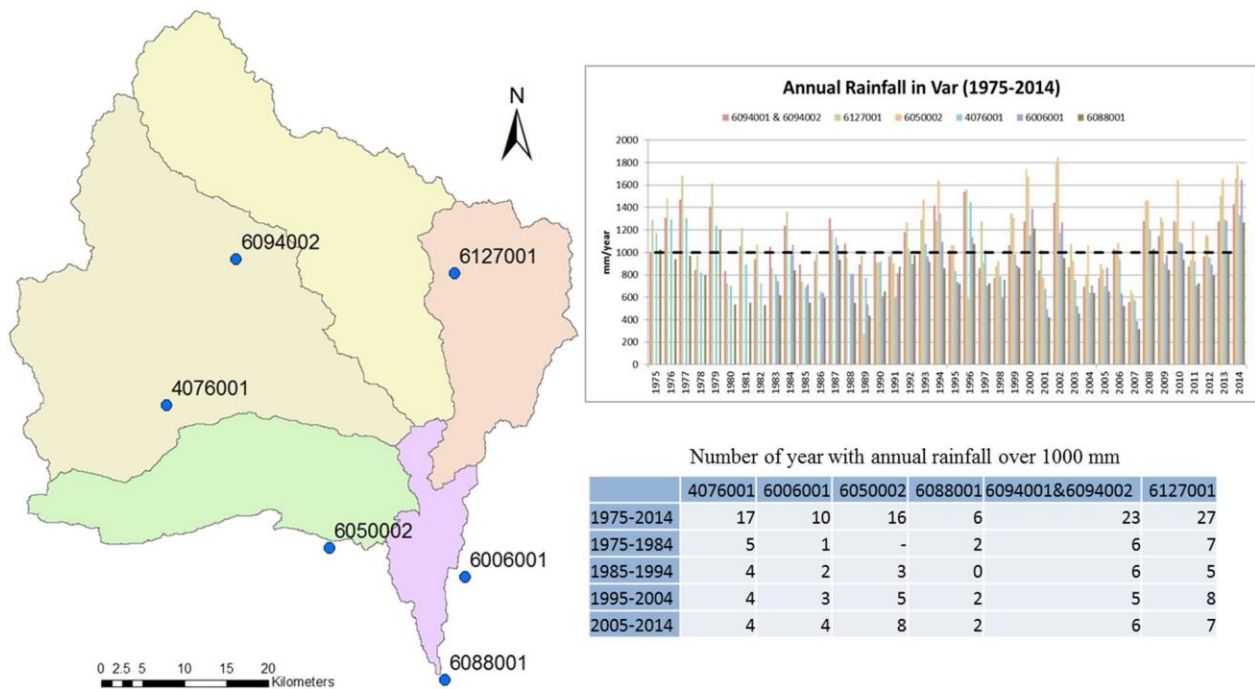 N
6094002
6127001
4076001
6050002
6006001
6088001
0 2.5 5 10 15 20
Kilometers
Annual Rainfall in Var (1975-2014)
6094001 & 6094002 6127001 6050002 4076001 6006001 6088001
mm/year
2000
1800
1600
1400
1200
1000
800
600
400
200
0
1975 1976 1977 1978 1979 1980 1981 1982 1983 1984 1985 1986 1987 1988 1989 1990 1991 1992 1993 1994 1995 1996 1997 1998 1999 2000 2001 2002 2003 2004 2005 2006 2007 2008 2009 2010 2011 2012 2013 2014
Number of year with annual rainfall over 1000 mm
4076001 6006001 6050002 6088001 6094001&6094002 6127001
1975-2014 17 10 16 6 23 27
1975-1984 5 1 - 2 6 7
1985-1994 4 2 3 0 6 5
1995-2004 4 3 5 2 5 8
2005-2014 4 4 8 2 6 7